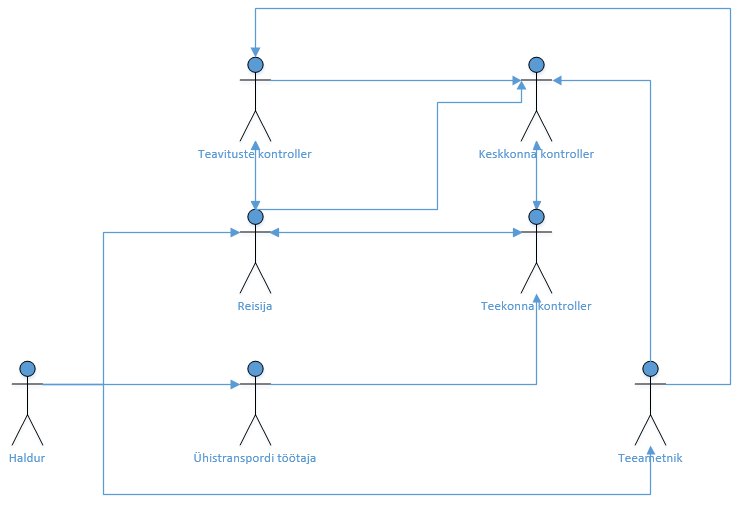 Teavituste kontroller
Keskkonna kontroller
Reisija
Teekonna kontroller
Haldur
Ühistranspordi töötaja
Teeametnik